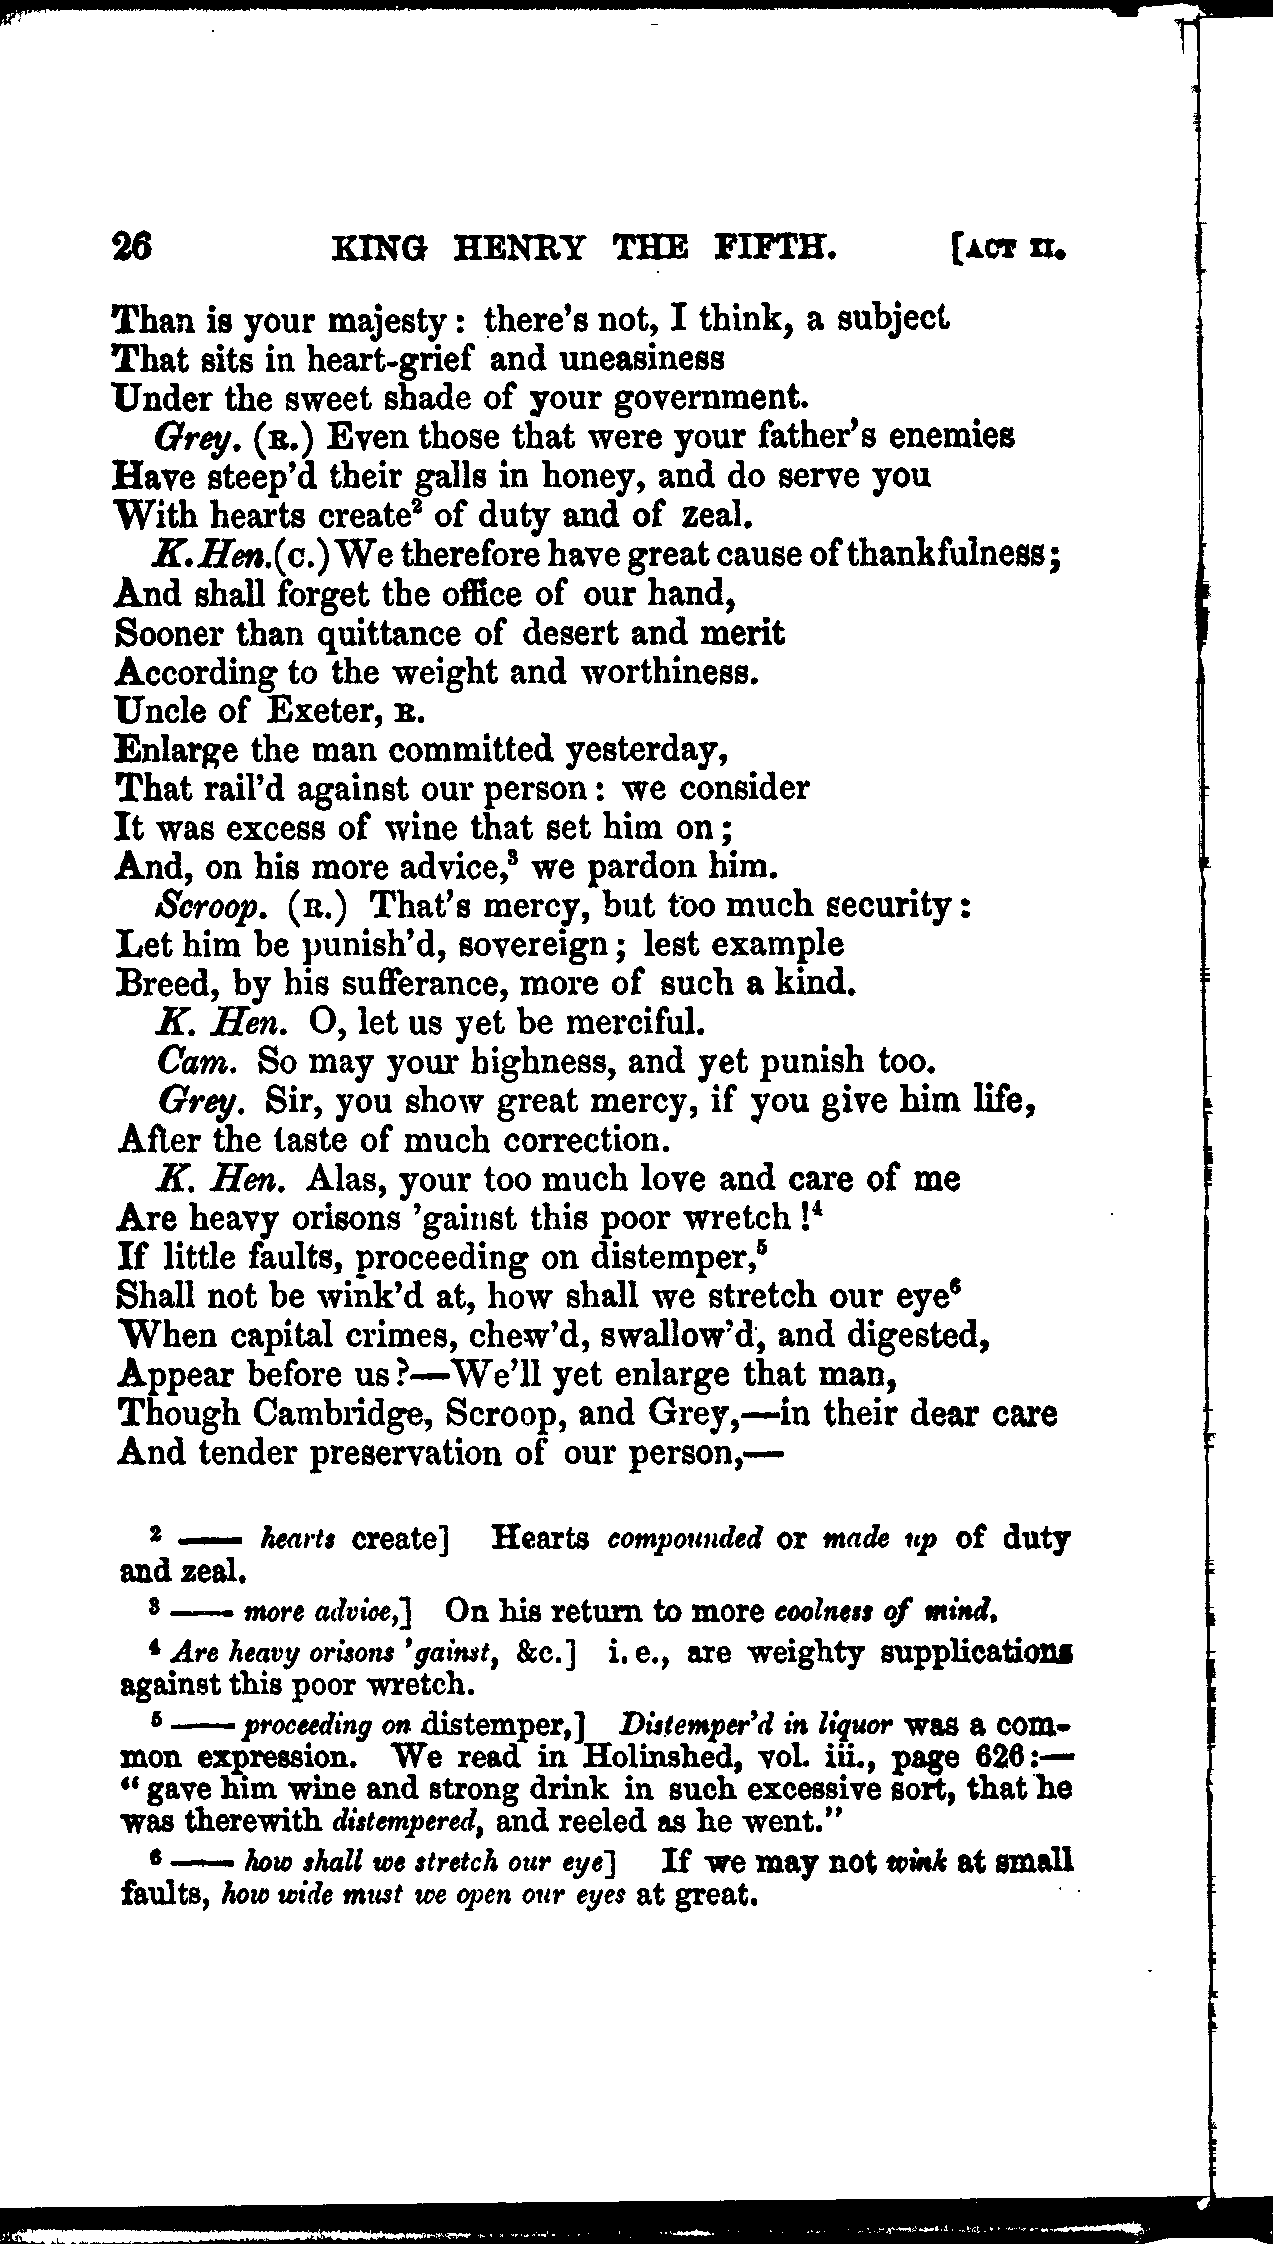 26 KING HENRY THE FIFTH. [ACT II.
Than is your majesty: there's not, I think, a subject
That sits in heart-grief and uneasiness
Under the sweet shade of your government.
Grey. (R.) Even those that were your father's enemies
Have steep'd their galls in honey, and do serve you
With hearts create² of duty and of zeal.
K. Hen. (C.) We therefore have great cause of thankfulness;
And shall forget the office of our hand,
Sooner than quittance of desert and merit
According to the weight and worthiness.
Uncle of Exeter, R.
Enlarge the man committed yesterday,
That rail'd against our person: we consider
It was excess of wine that set him on;
And, on his more advice,³ we pardon him.
Scroop. (R.) That's mercy, but too much security:
Let him be punish'd, sovereign; lest example
Breed, by his sufferance, more of such a kind.
K. Hen. O, let us yet be merciful.
Cam. So may your highness, and yet punish too.
Grey. Sir, you show great mercy, if you give him life,
After the taste of much correction.
K. Hen. Alas, your too much love and care of me
Are heavy orisons 'gainst this poor wretch!⁴
If little faults, proceeding on distemper,⁵
Shall not be wink'd at, how shall we stretch our eye⁶
When capital crimes, chew'd, swallow'd, and digested,
Appear before us?—We'll yet enlarge that man,
Though Cambridge, Scroop, and Grey,—in their dear care
And tender preservation of our person,—
² —— hearts create] Hearts compounded or made up of duty
and zeal.
³ —— more advice,] On his return to more coolness of mind.
⁴ Are heavy orisons 'gainst, &c.] i. e., are weighty supplications
against this poor wretch.
⁵ —— proceeding on distemper,] Distemper'd in liquor was a com-
mon expression. We read in Holinshed, vol. iii., page 626:—
"gave him wine and strong drink in such excessive sort, that he
was therewith distempered, and reeled as he went."
⁶ —— how shall we stretch our eye] If we may not wink at small
faults, how wide must we open our eyes at great.